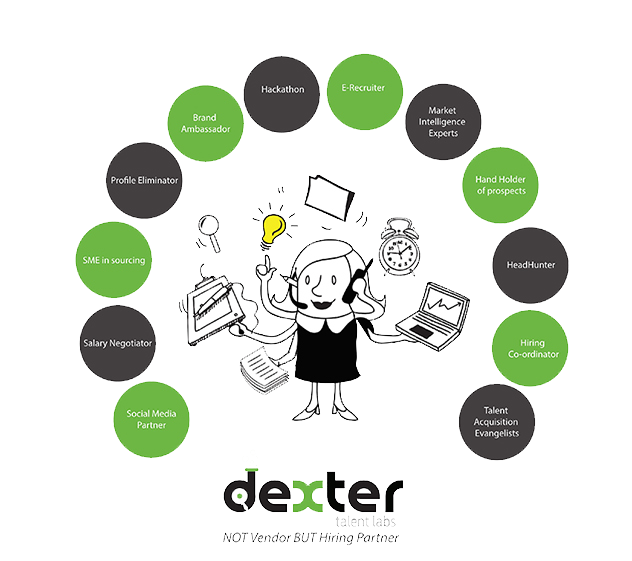 Hackathon
E-Recruiter
Brand
Ambassador
Market
Intelligence
Experts
Profile Eliminator
Hand Holder
of prospects
SME in sourcing
HeadHunter
Salary Negotiator
Hiring
Co-ordinator
Social Media
Partner
Talent
Acquisition
Evangelists
dexter
talent labs
NOT Vendor BUT Hiring Partner